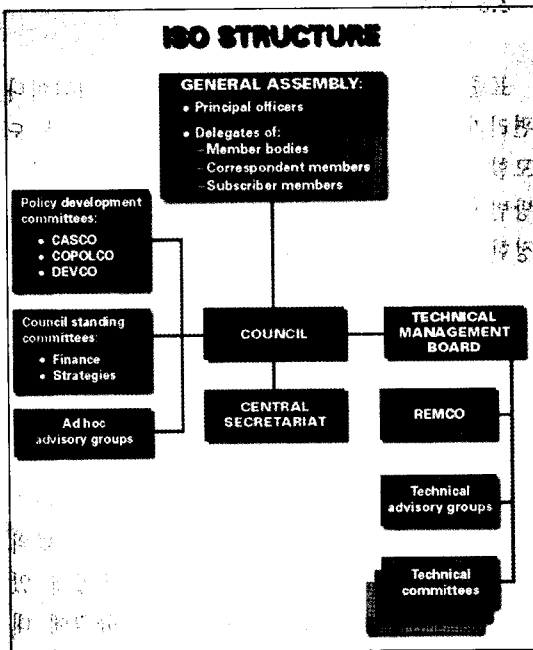 ISO STRUCTURE
GENERAL ASSEMBLY:
• Principal officers
• Delegates of:
– Member bodies
– Correspondent members
– Subscriber members
Policy development
committees:
• CASCO
• COPOLCO
• DEVCO
Council standing
committees:
• Finance
• Strategies
Ad hoc
advisory groups
COUNCIL
CENTRAL
SECRETARIAT
TECHNICAL
MANAGEMENT
BOARD
REMCO
Technical
advisory groups
Technical
committees